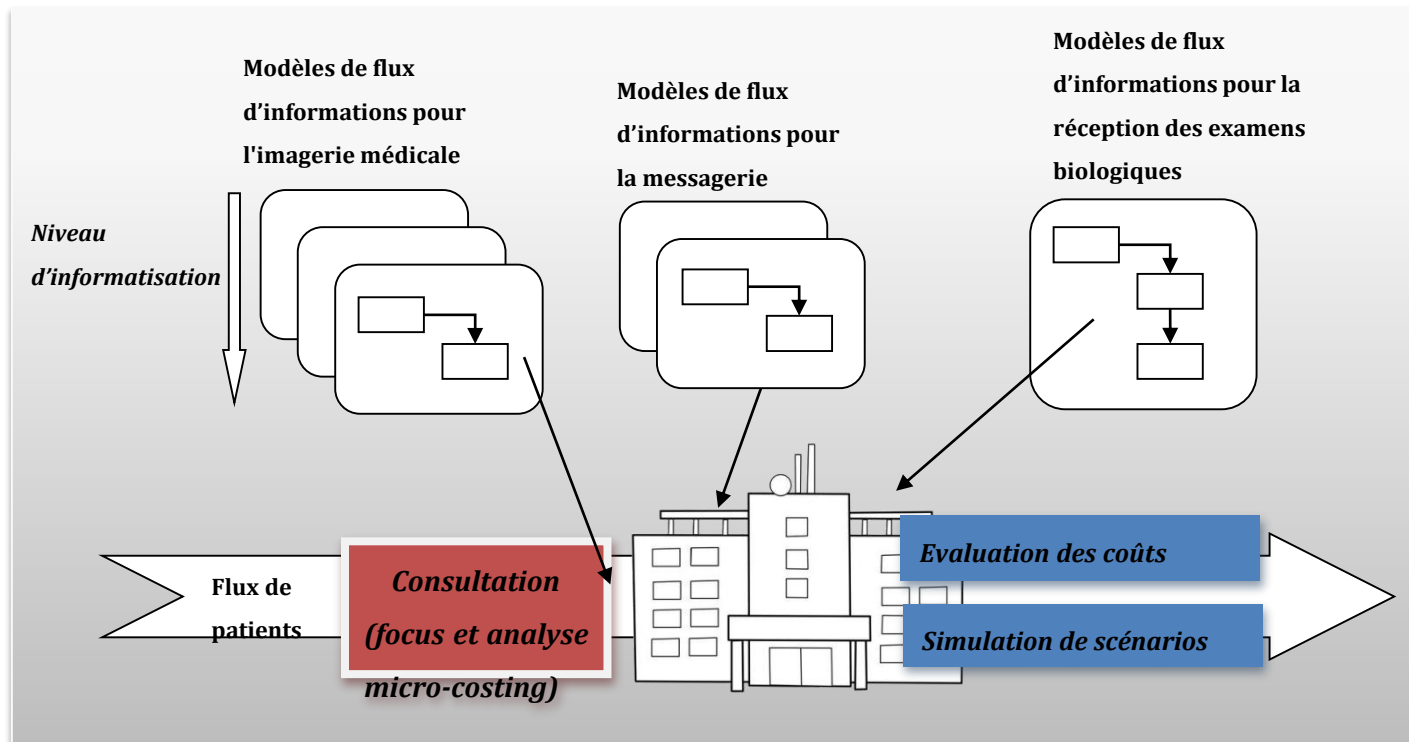 Modèles de flux
d’informations pour
l'imagerie médicale
Modèles de flux
d’informations pour
la messagerie
Modèles de flux
d’informations pour la
réception des examens
biologiques
Niveau
d’informatisation
Flux de
patients
Consultation
(focus et analyse
micro-costing)
Evaluation des coûts
Simulation de scénarios